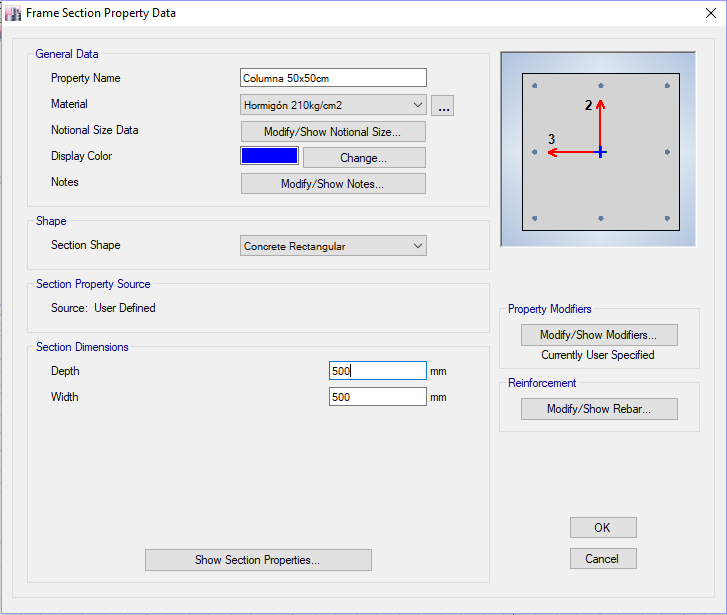 Frame Section Property Data
General Data
Property Name
Columna 50x50cm
Material
Hormigón 210kg/cm2
...
Notional Size Data
Modify/Show Notional Size...
Display Color
Change...
Notes
Modify/Show Notes...
Shape
Section Shape
Concrete Rectangular
Section Property Source
Source: User Defined
Section Dimensions
Depth
500
mm
Width
500
mm
Show Section Properties...
2
3
Property Modifiers
Modify/Show Modifiers...
Currently User Specified
Reinforcement
Modify/Show Rebar...
OK
Cancel